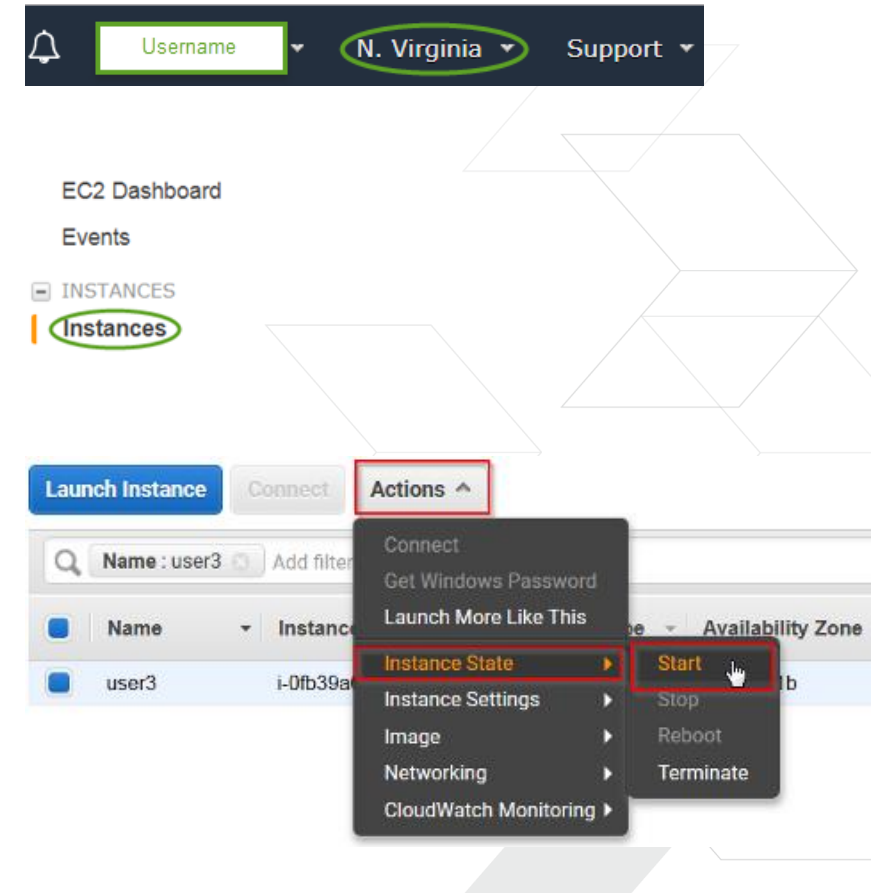 Username N. Virginia Support
EC2 Dashboard
Events
INSTANCES
Instances
Launch Instance Connect Actions
Name : user3 Add filter
Connect
Get Windows Password
Launch More Like This
Name Availability Zone
Instance State Start
user3
Instance Settings Stop
Image Reboot
Networking Terminate
CloudWatch Monitoring